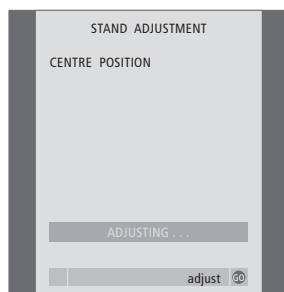 STAND ADJUSTMENT
CENTRE POSITION
ADJUSTING . . .
adjust GO